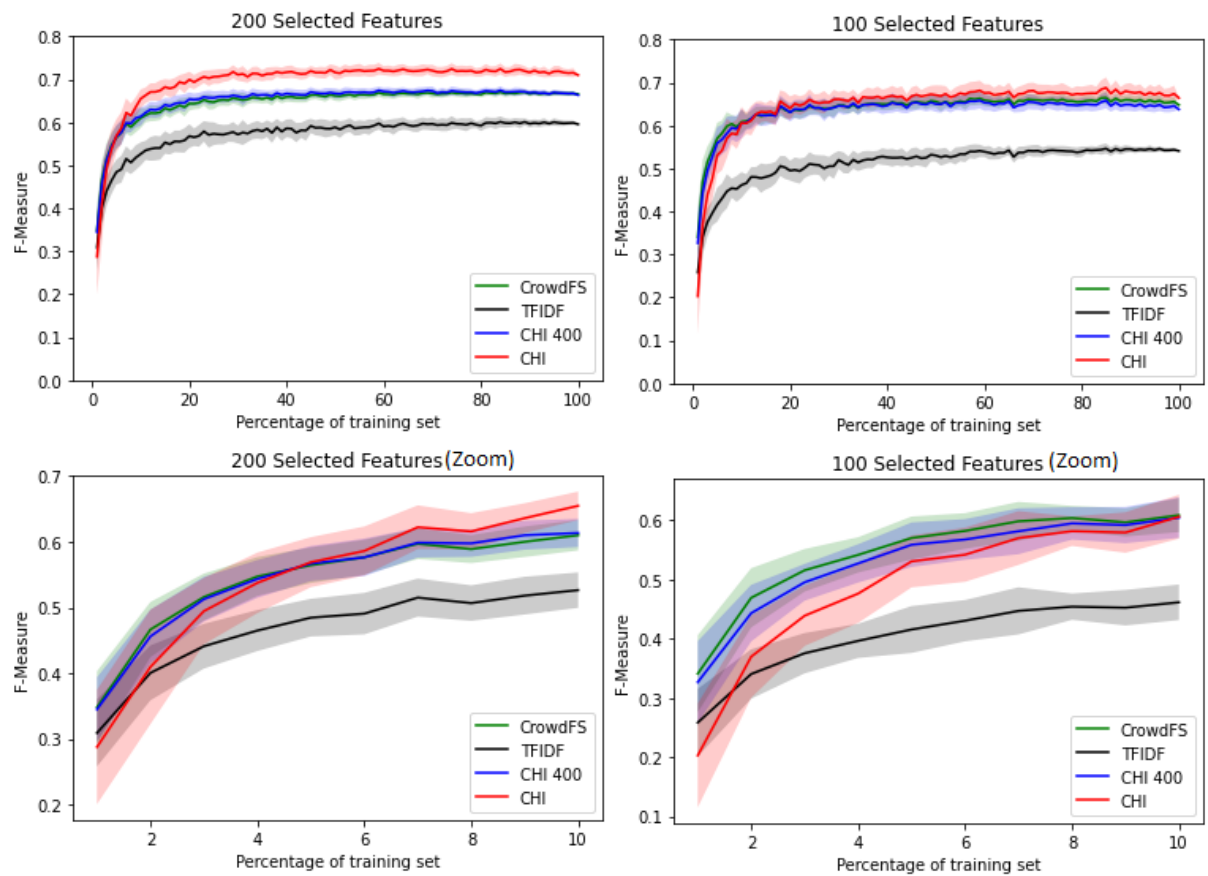 200 Selected Features
0.8
0.7
0.6
0.5
0.4
0.3
0.2
0.1
0.0
F-Measure
CrowdFS
TFIDF
CHI 400
CHI
0 20 40 60 80 100
Percentage of training set
100 Selected Features
0.8
0.7
0.6
0.5
0.4
0.3
0.2
0.1
0.0
F-Measure
CrowdFS
TFIDF
CHI 400
CHI
0 20 40 60 80 100
Percentage of training set
200 Selected Features (Zoom)
0.7
0.6
0.5
0.4
0.3
0.2
F-Measure
CrowdFS
TFIDF
CHI 400
CHI
2 4 6 8 10
Percentage of training set
100 Selected Features (Zoom)
0.6
0.5
0.4
0.3
0.2
0.1
F-Measure
CrowdFS
TFIDF
CHI 400
CHI
2 4 6 8 10
Percentage of training set